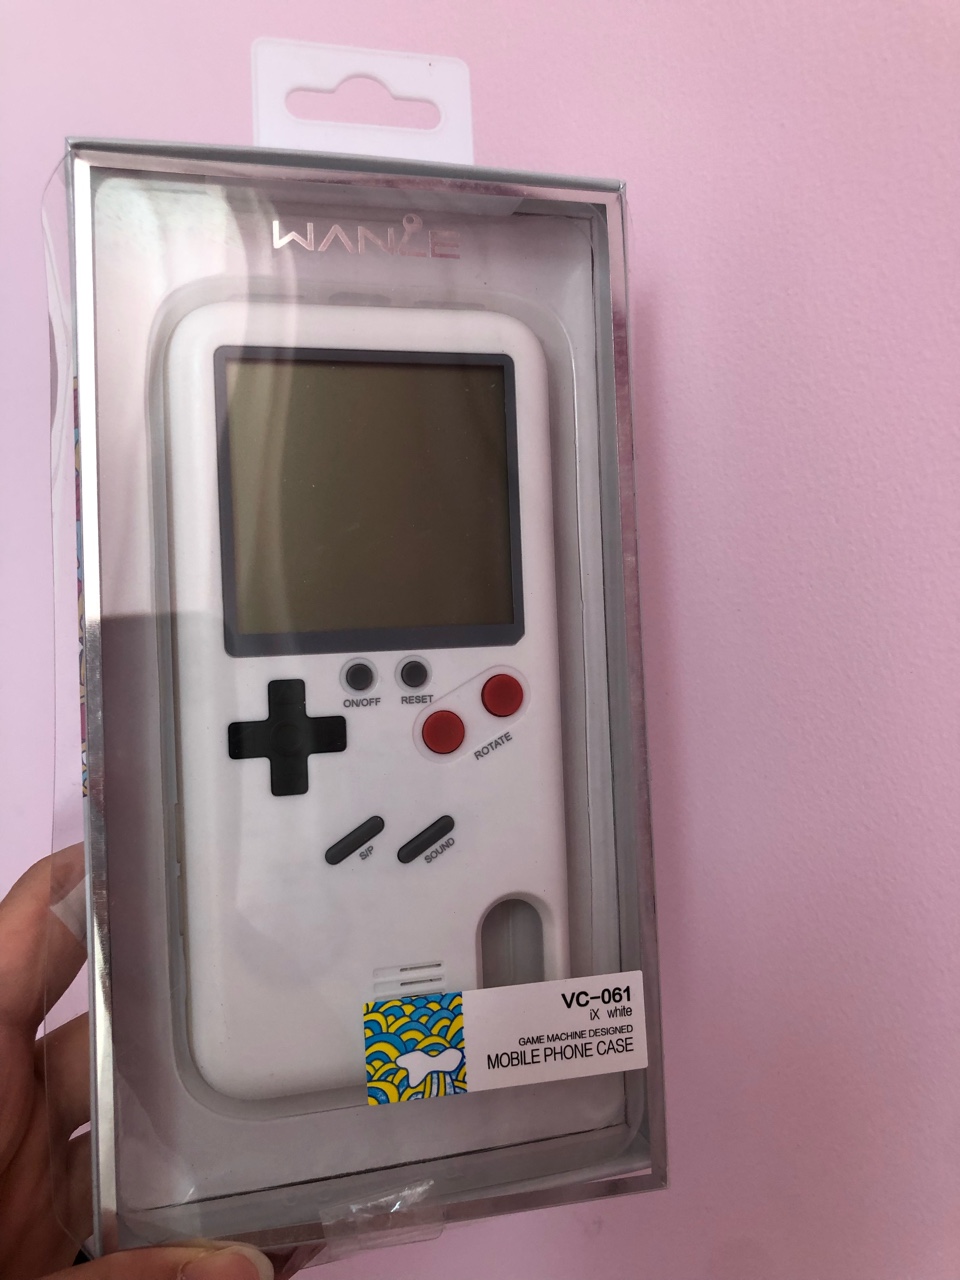 WANLE
ON/OFF
RESET
ROTATE
S/P
SOUND
VC-061
iX white
GAME MACHINE DESIGNED
MOBILE PHONE CASE